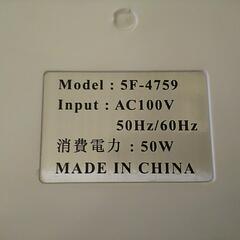 Model : 5F-4759
Input : AC100V
50Hz/60Hz
消費電力 : 50W
MADE IN CHINA